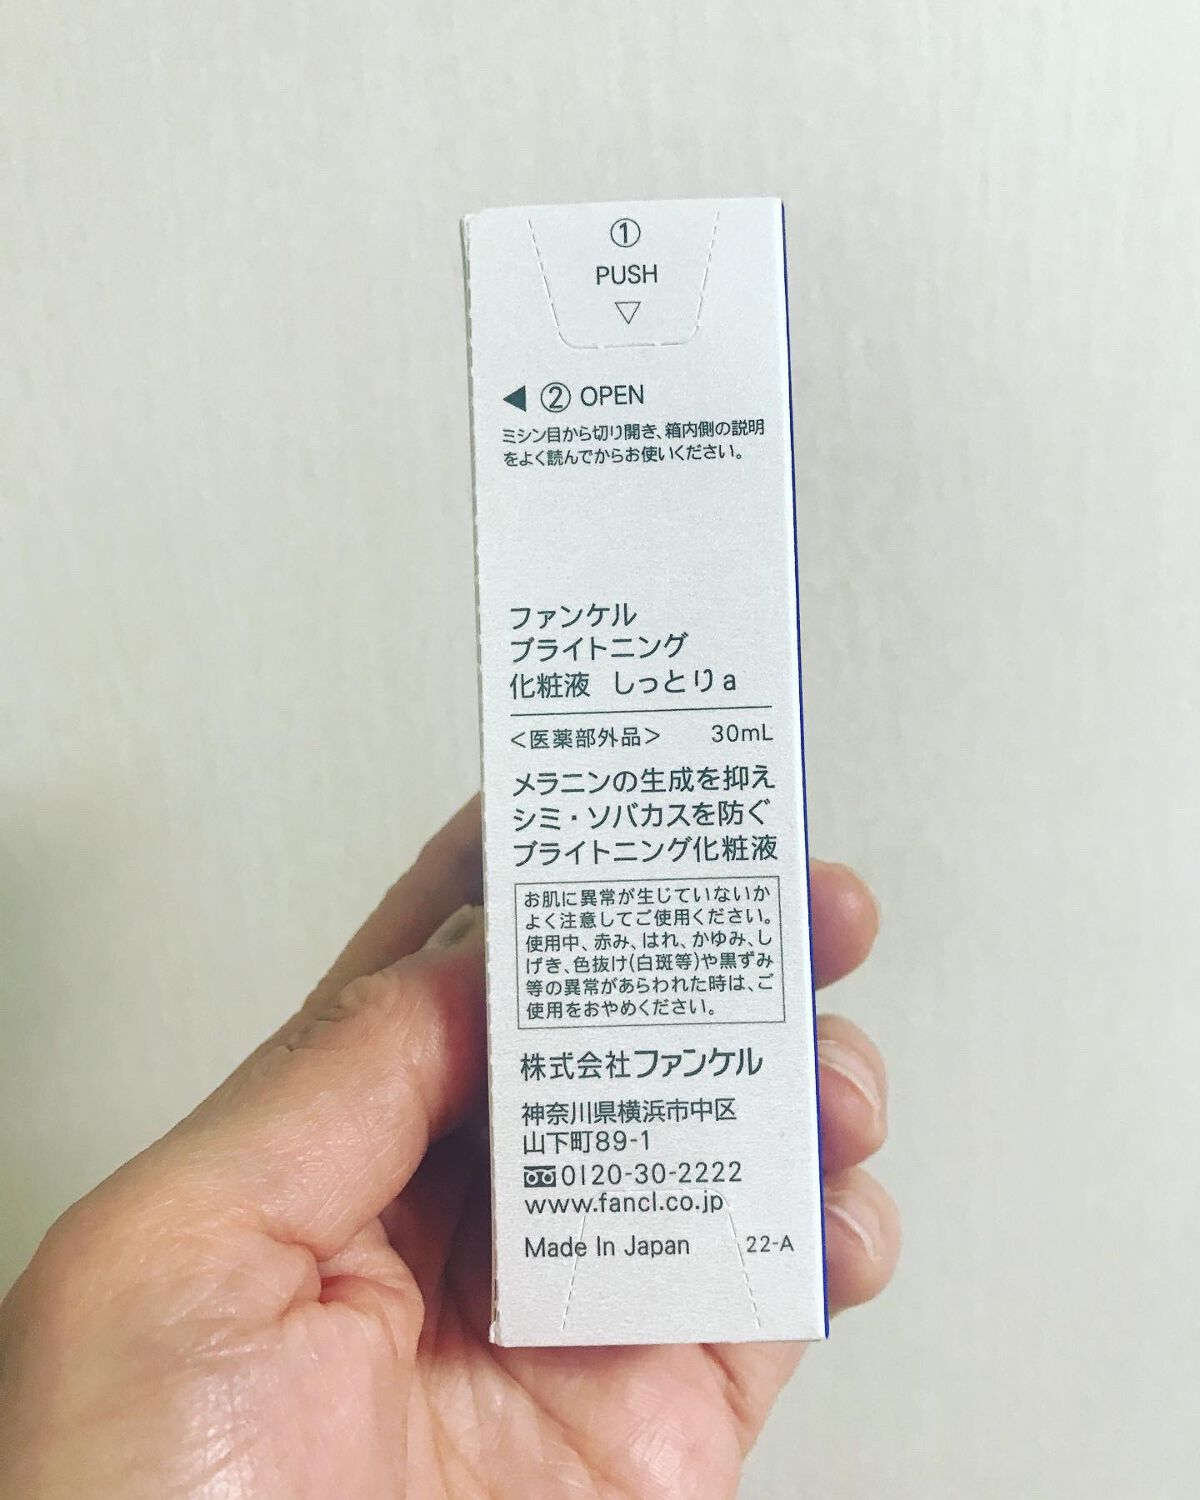 ①
PUSH
▽
◀ ② OPEN
ミシン目から切り開き、箱内側の説明
をよく読んでからお使いください。
ファンケル
ブライトニング
化粧液 しっとりa
<医薬部外品> 30mL
メラニンの生成を抑え
シミ・ソバカスを防ぐ
ブライトニング化粧液
お肌に異常が生じていないか
よく注意してご使用ください。
使用中、赤み、はれ、かゆみ、し
げき、色抜け(白斑等)や黒ずみ
等の異常があらわれた時は、ご
使用をおやめください。
株式会社ファンケル
神奈川県横浜市中区
山下町89-1
0120-30-2222
www.fancl.co.jp
Made In Japan 22-A